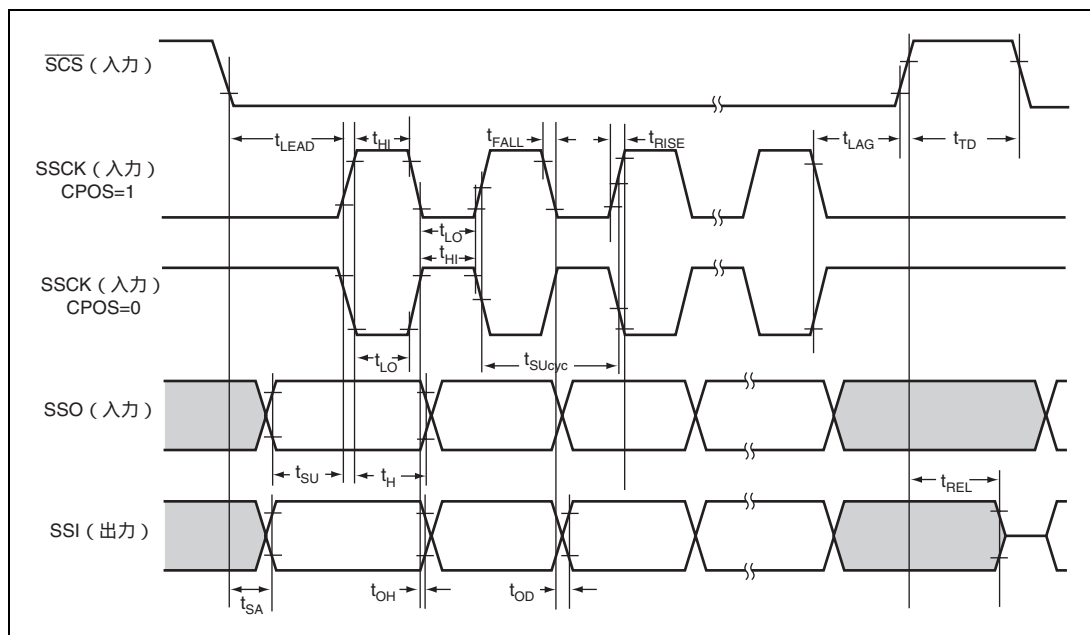 SCS（入力）
tLEAD
tHI
tFALL
tRISE
tLAG
tTD
SSCK（入力）
CPOS=1
tLO
tHI
SSCK（入力）
CPOS=0
tLO
tSUcyc
SSO（入力）
tSU
tH
tREL
SSI（出力）
tSA
tOH
tOD